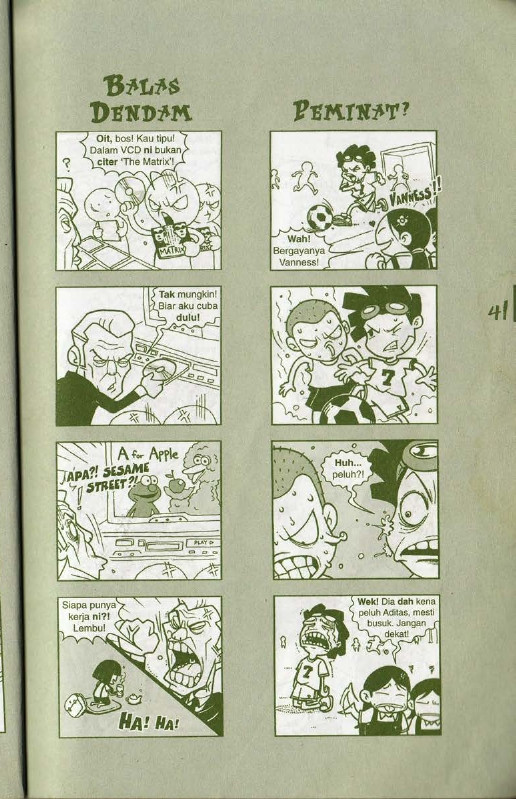 BALAS
DENDAM
Oit, bos! Kau tipu!
Dalam VCD ni bukan
citer 'The Matrix'!
?
MATRIX
Tak mungkin!
Biar aku cuba
dulu!
A for Apple
APA?! SESAME
STREET?!
PLAY
Siapa punya
kerja ni?!
Lembu!
HA! HA!
PEMINAT?
VANNESS!!
Wah!
Bergayanya
Vanness!
7
Huh...
peluh?!
Wek! Dia dah kena
peluh Aditas, mesti
busuk. Jangan
dekat!
7
? ?
41